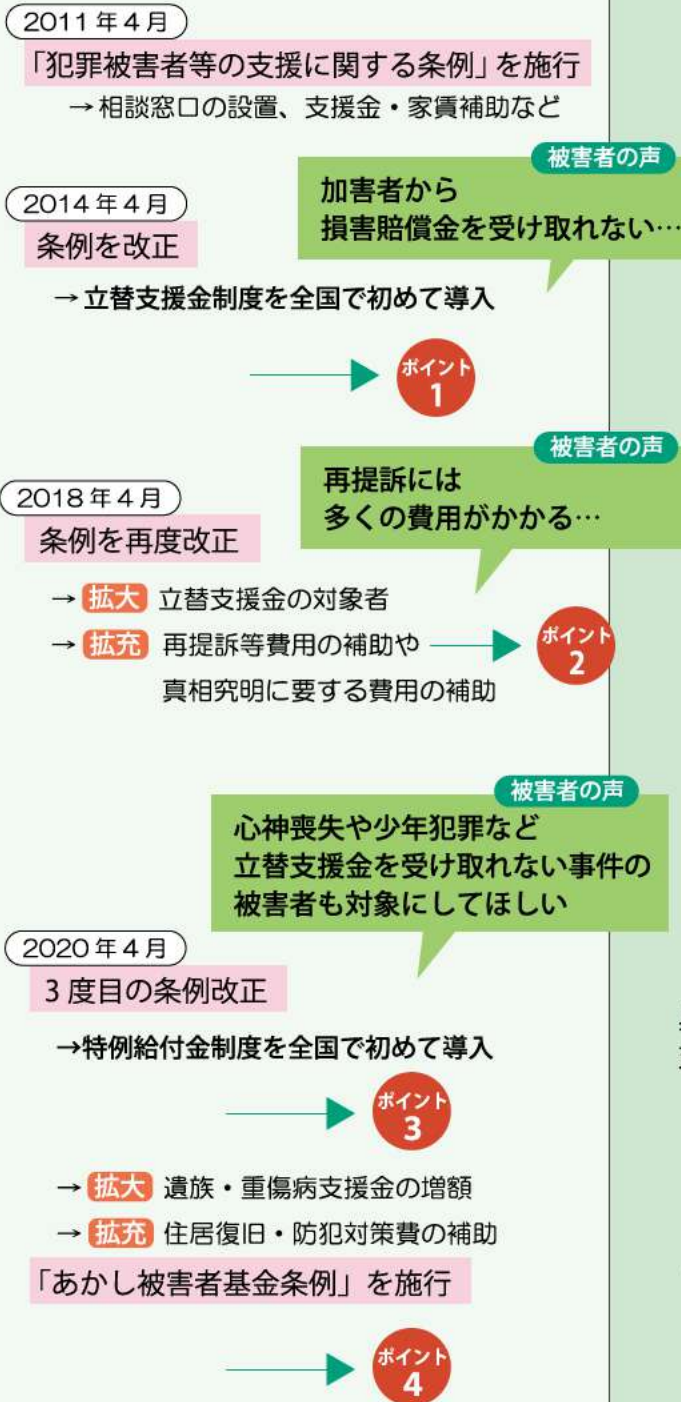 2011年4月
「犯罪被害者等の支援に関する条例」を施行
→相談窓口の設置、支援金・家賃補助など
被害者の声
加害者から
損害賠償金を受け取れない…
2014年4月
条例を改正
→立替支援金制度を全国で初めて導入
ポイント
1
被害者の声
再提訴には
多くの費用がかかる…
2018年4月
条例を再度改正
→ 拡大 立替支援金の対象者
→ 拡充 再提訴等費用の補助や
真相究明に要する費用の補助
ポイント
2
被害者の声
心神喪失や少年犯罪など
立替支援金を受け取れない事件の
被害者も対象にしてほしい
2020年4月
3度目の条例改正
→特例給付金制度を全国で初めて導入
ポイント
3
→ 拡大 遺族・重傷病支援金の増額
→ 拡充 住居復旧・防犯対策費の補助
「あかし被害者基金条例」を施行
ポイント
4